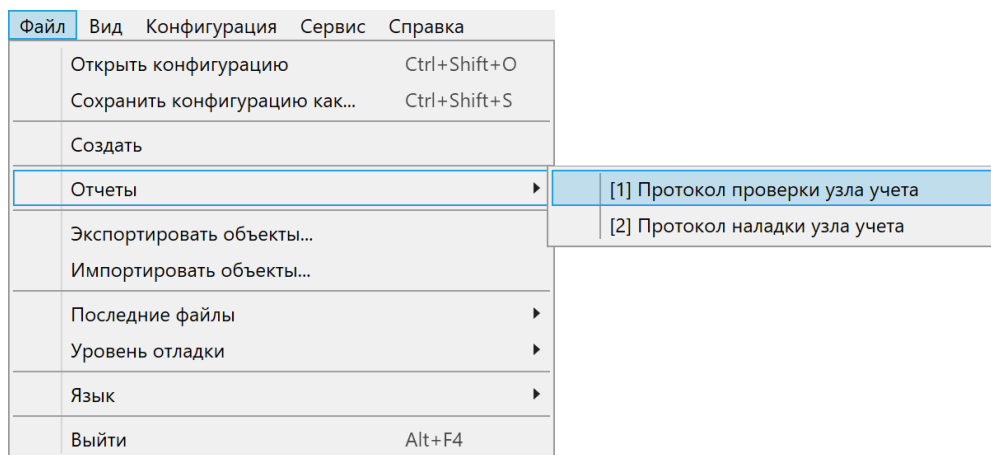 Файл Вид Конфигурация Сервис Справка
Открыть конфигурацию Ctrl+Shift+O
Сохранить конфигурацию как... Ctrl+Shift+S
Создать
Отчеты [1] Протокол проверки узла учета
[2] Протокол наладки узла учета
Экспортировать объекты...
Импортировать объекты...
Последние файлы
Уровень отладки
Язык
Выйти Alt+F4